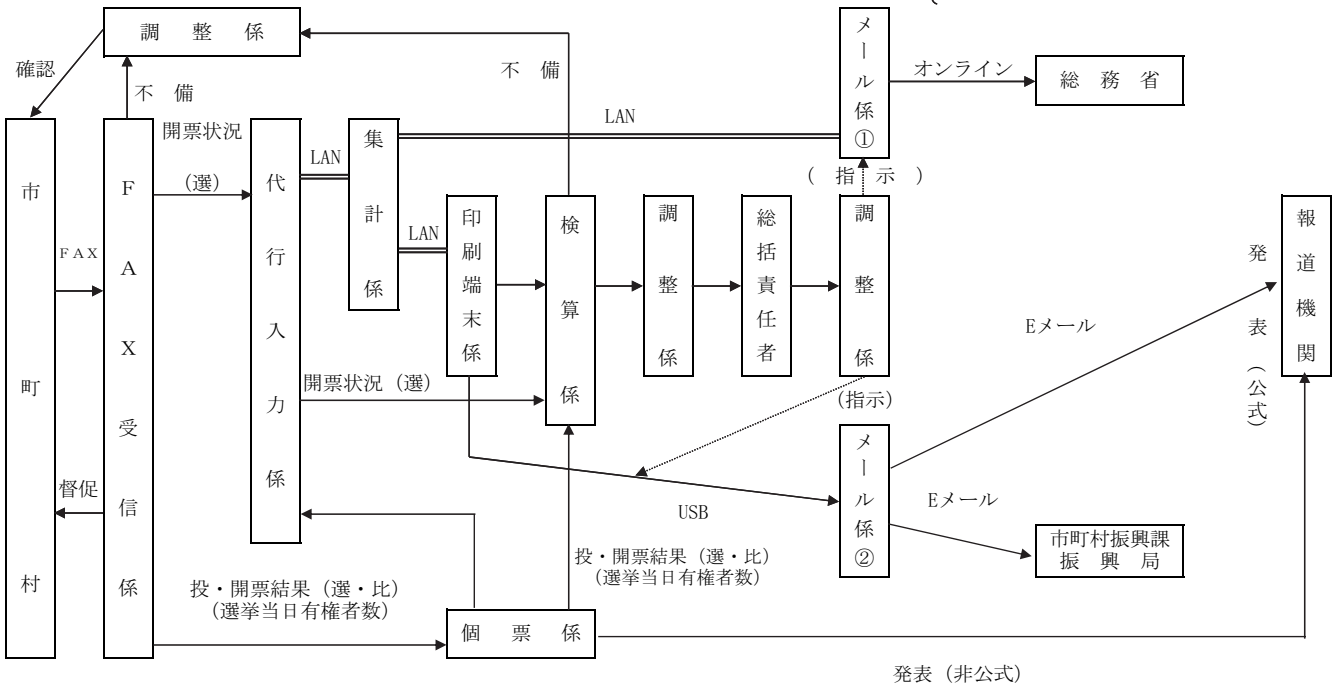 調整係
確認
不備
不備
オンライン
総務省
メール係①
LAN
開票状況
(選)
LAN
集計係
(指示)
市町村
FAX
FAX受信係
代行入力係
LAN
印刷端末係
検算係
調整係
総括責任者
調整係
報道機関
発表(公式)
Eメール
開票状況(選)
(指示)
メール係②
督促
USB
Eメール
市町村振興課
振興局
投・開票結果(選・比)
(選挙当日有権者数)
投・開票結果(選・比)
(選挙当日有権者数)
個票係
発表(非公式)